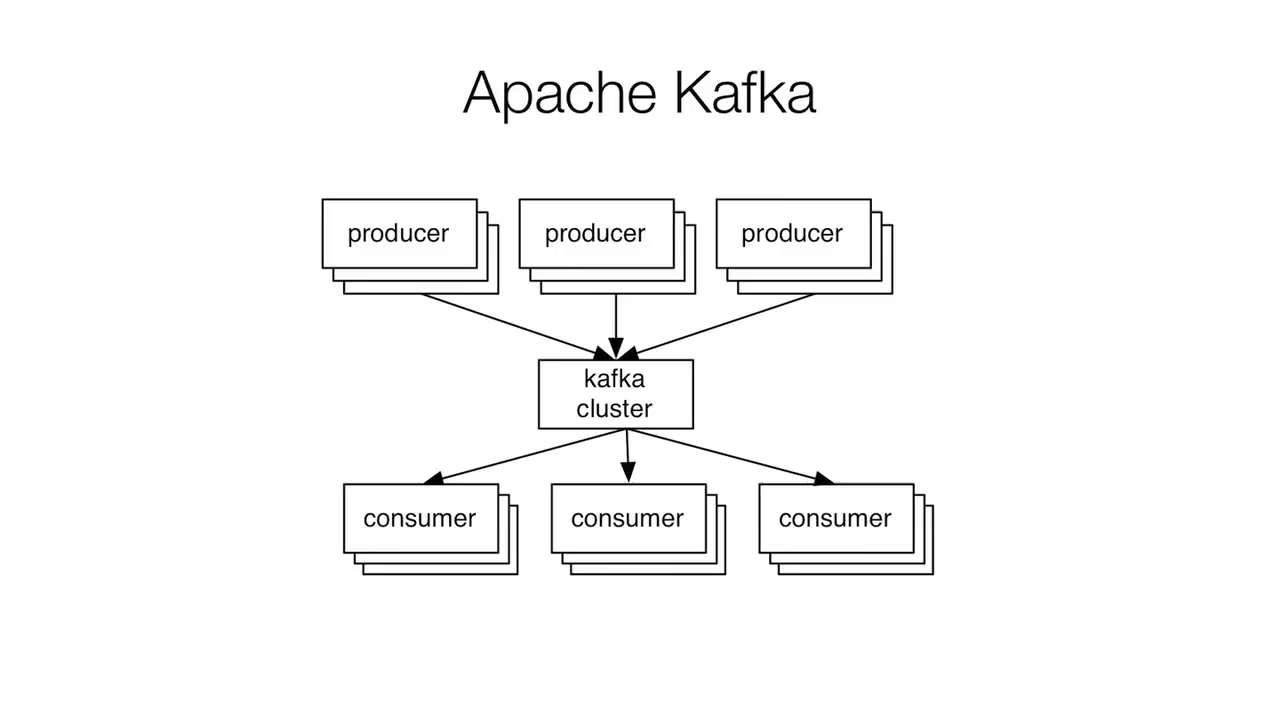 Apache Kafka
producer
producer
producer
kafka
cluster
consumer
consumer
consumer